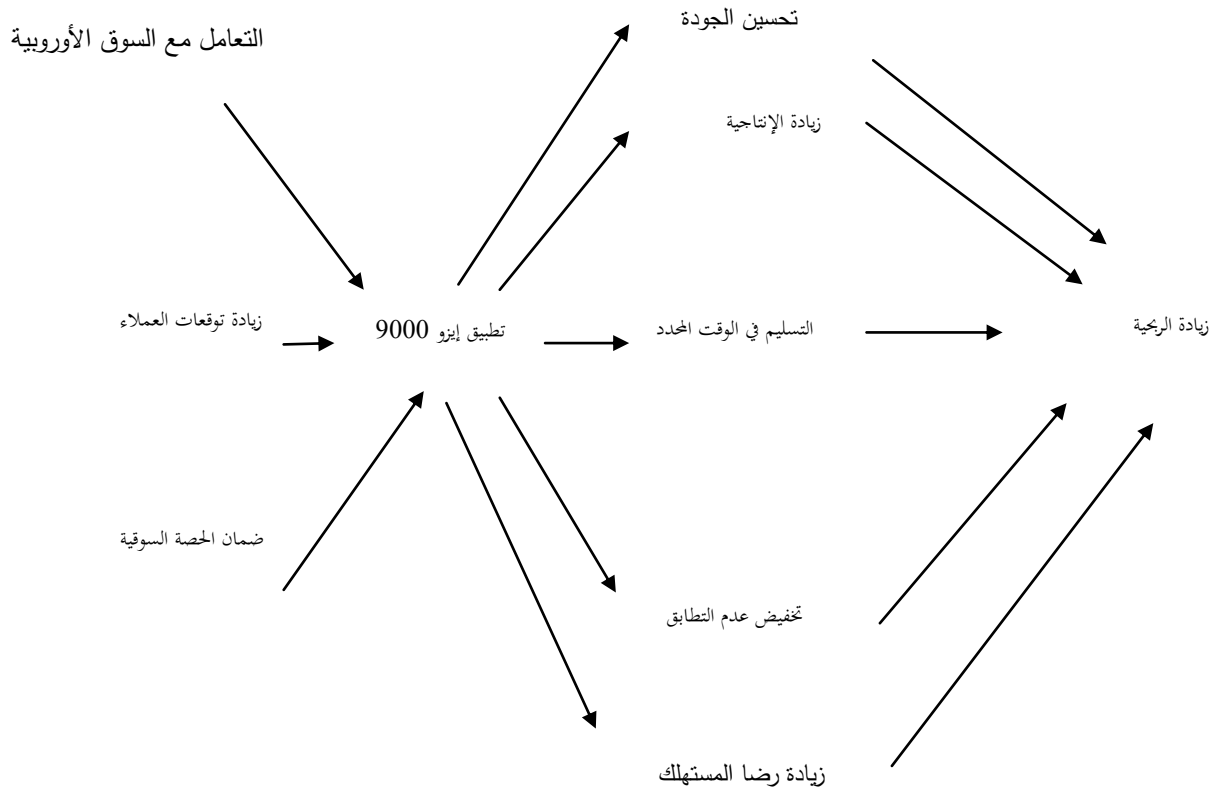 تحسين الجودة
التعامل مع السوق الأوروبية
زيادة الإنتاجية
زيادة توقعات العملاء
تطبيق إيزو 9000
التسليم في الوقت المحدد
زيادة الربحية
ضمان الحصة السوقية
تخفيض عدم التطابق
زيادة رضا المستهلك